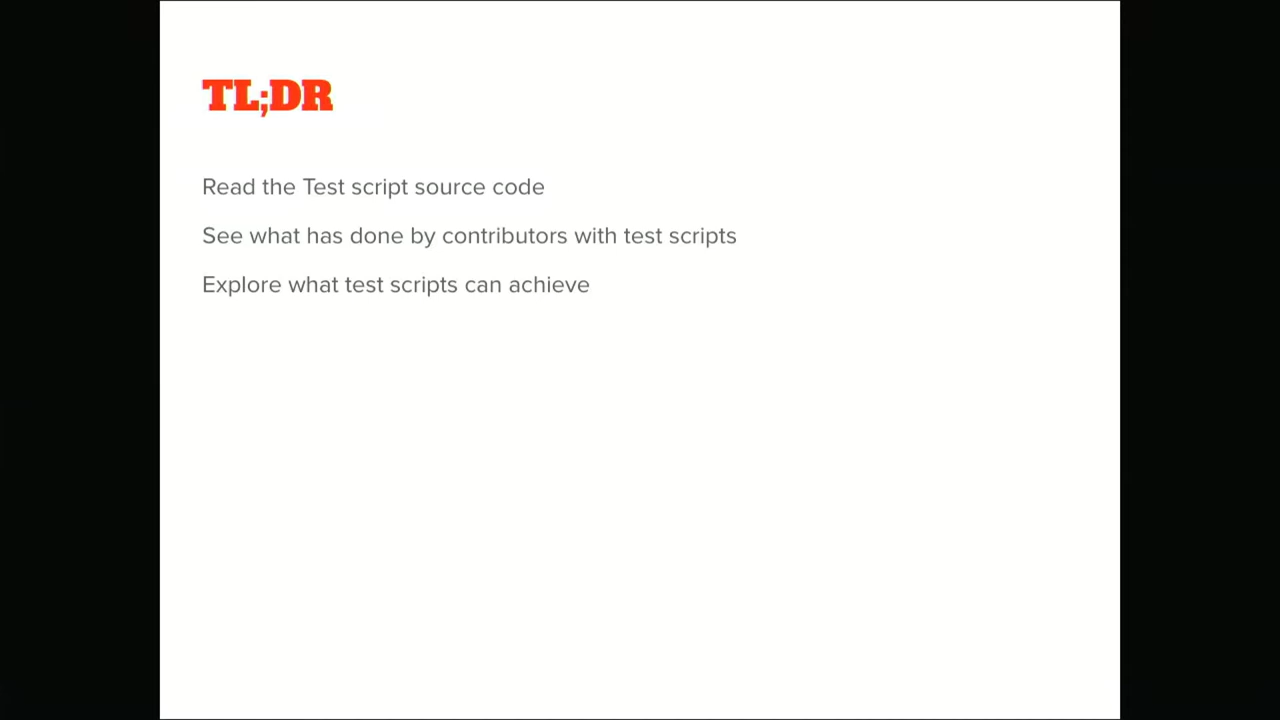 TL;DR
Read the Test script source code
See what has done by contributors with test scripts
Explore what test scripts can achieve